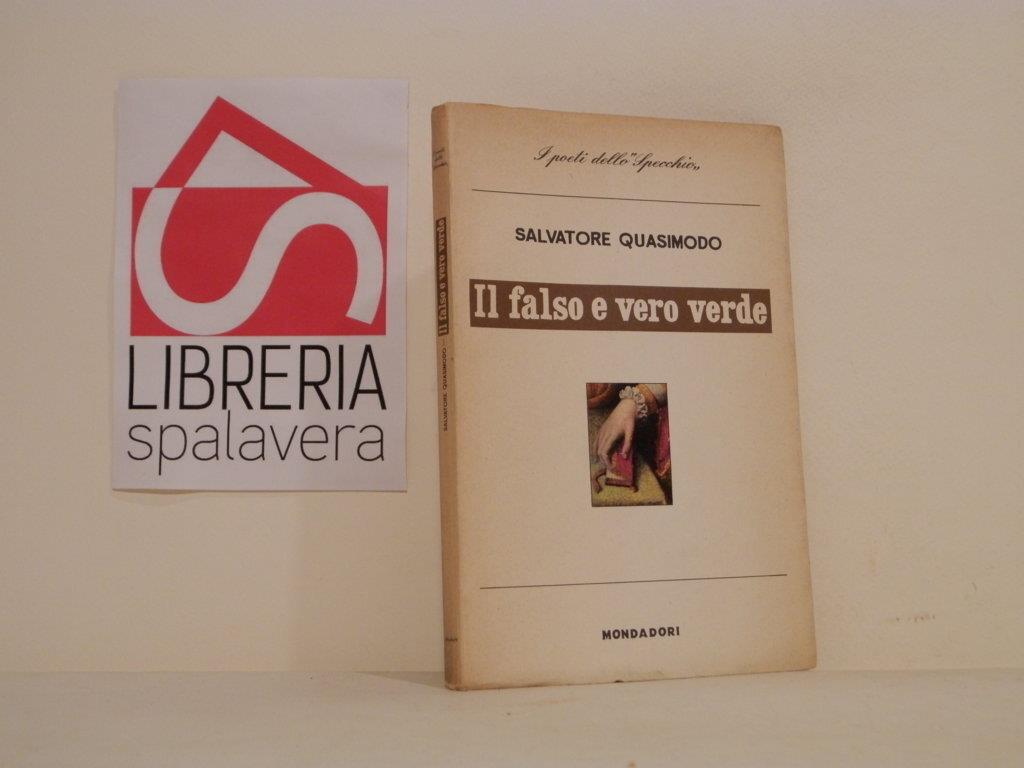 LIBRERIA
spalavera
I poeti dello "Specchio„
SALVATORE QUASIMODO
Il falso e vero verde
MONDADORI
SALVATORE QUASIMODO – Il falso e vero verde